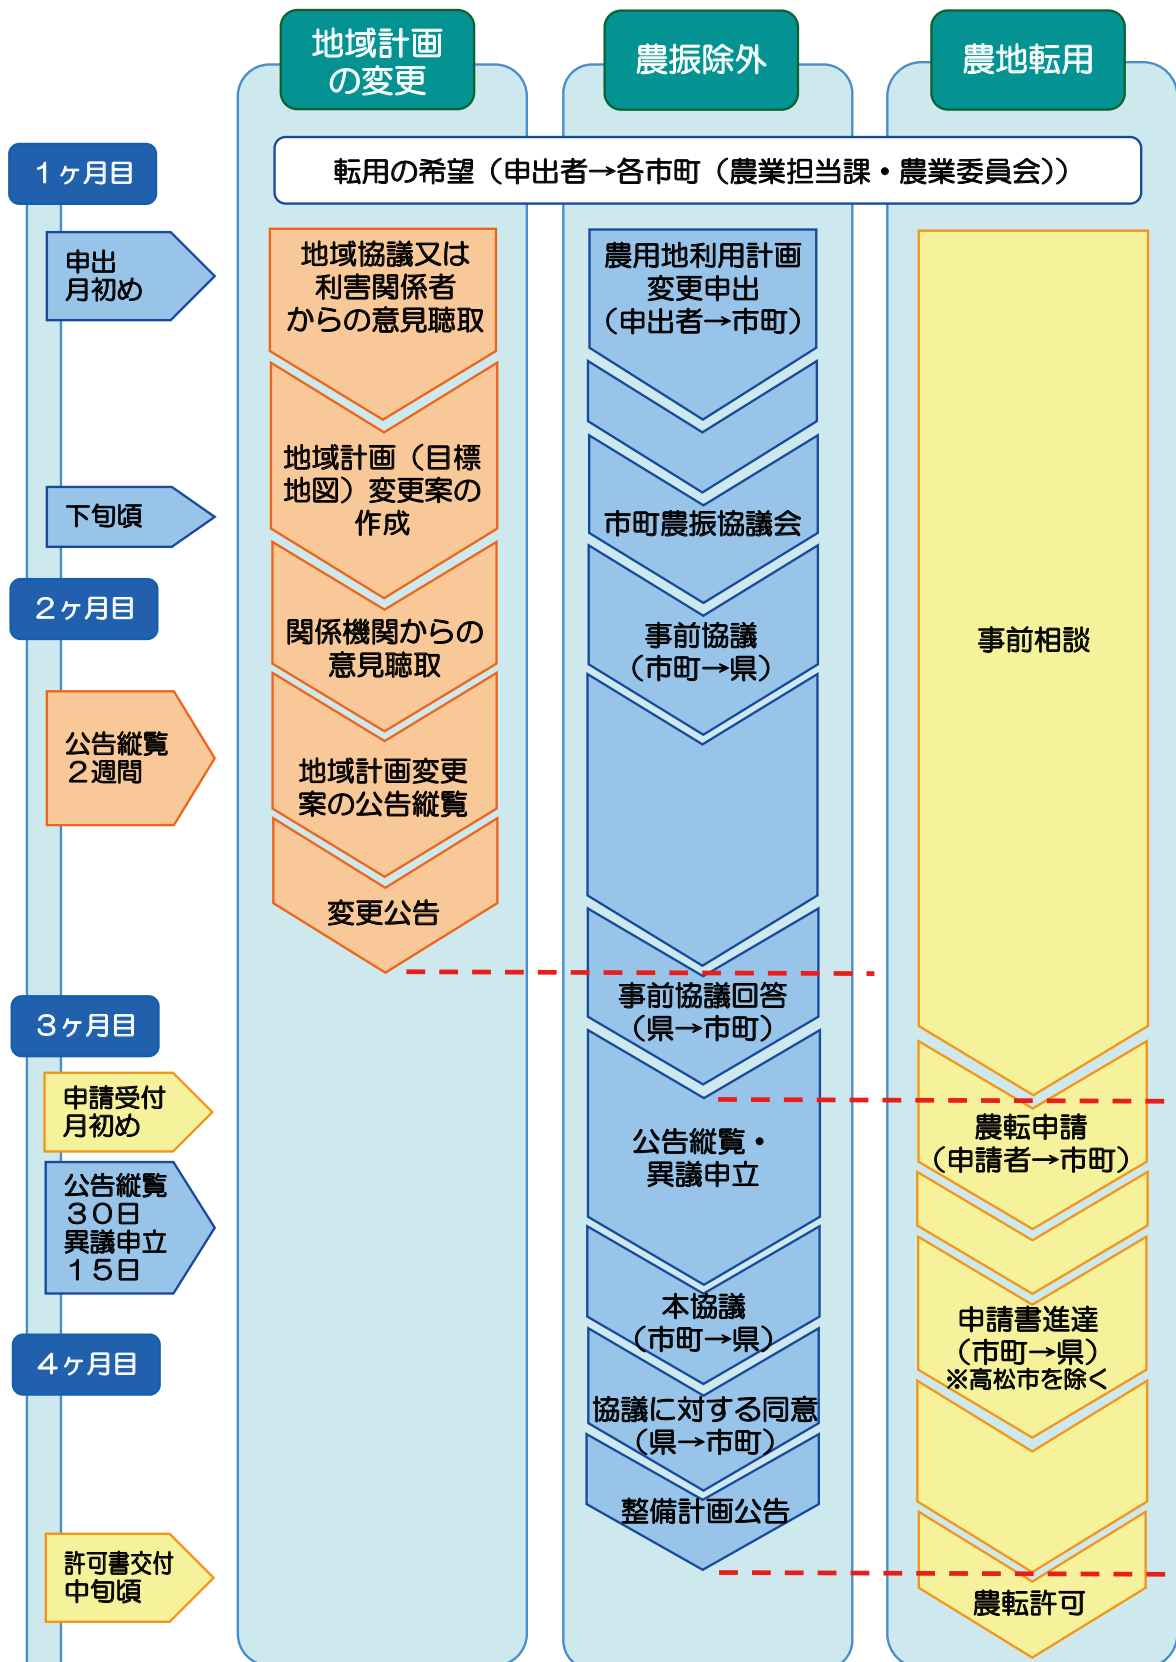 地域計画
の変更
農振除外
農地転用
1ヶ月目
転用の希望（申出者→各市町（農業担当課・農業委員会））
申出
月初め
地域協議又は
利害関係者
からの意見聴取
農用地利用計画
変更申出
（申出者→市町）
地域計画（目標
地図）変更案の
作成
下旬頃
市町農振協議会
2ヶ月目
関係機関からの
意見聴取
事前協議
（市町→県）
事前相談
公告縦覧
2週間
地域計画変更
案の公告縦覧
変更公告
事前協議回答
（県→市町）
3ヶ月目
申請受付
月初め
農転申請
（申請者→市町）
公告縦覧
30日
異議申立
15日
公告縦覧・
異議申立
本協議
（市町→県）
申請書進達
（市町→県）
※高松市を除く
4ヶ月目
協議に対する同意
（県→市町）
整備計画公告
許可書交付
中旬頃
農転許可